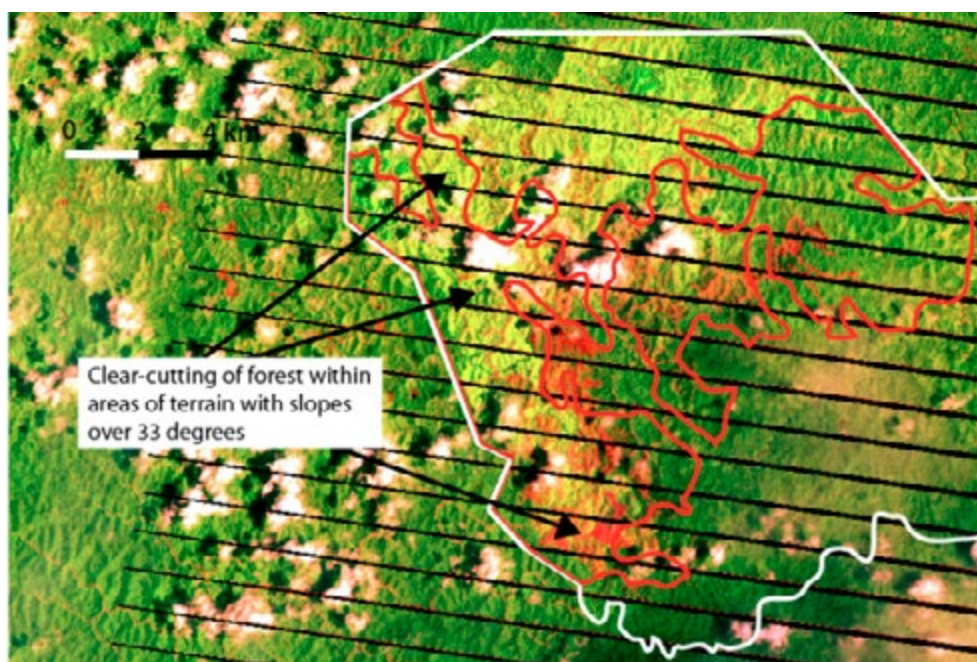 0 2 4 km
Clear-cutting of forest within
areas of terrain with slopes
over 33 degrees